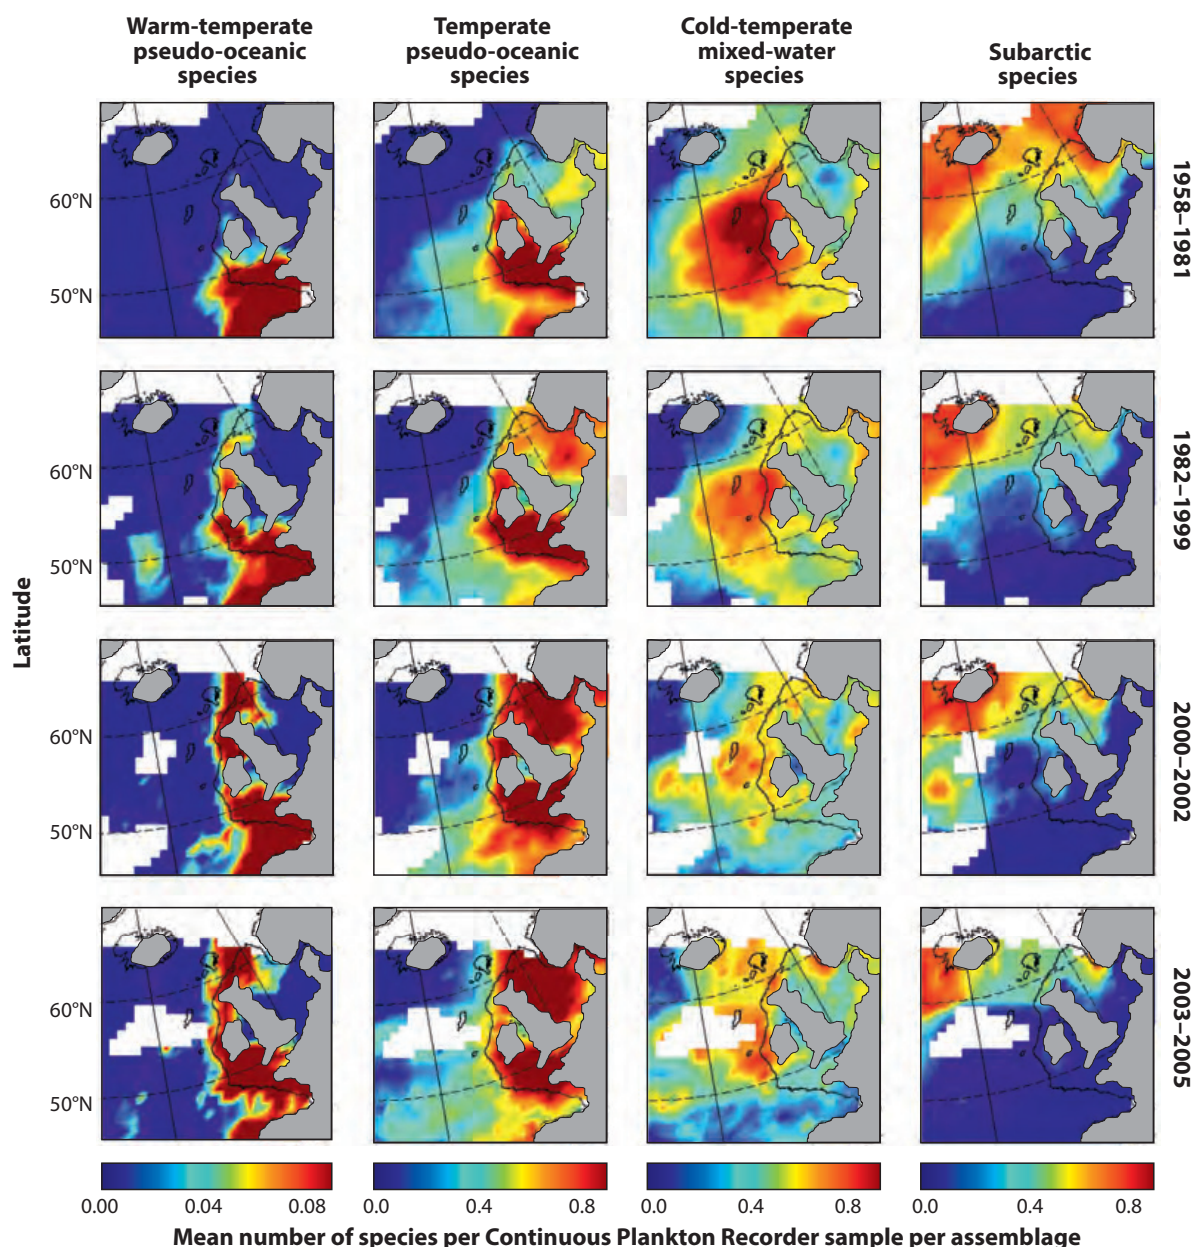 Warm-temperate
pseudo-oceanic
species
Temperate
pseudo-oceanic
species
Cold-temperate
mixed-water
species
Subarctic
species
60°N
50°N
1958–1981
60°N
50°N
1982–1999
Latitude
60°N
50°N
2000–2002
60°N
50°N
2003–2005
0.00 0.04 0.08
0.0 0.4 0.8
0.0 0.4 0.8
0.0 0.4 0.8
Mean number of species per Continuous Plankton Recorder sample per assemblage